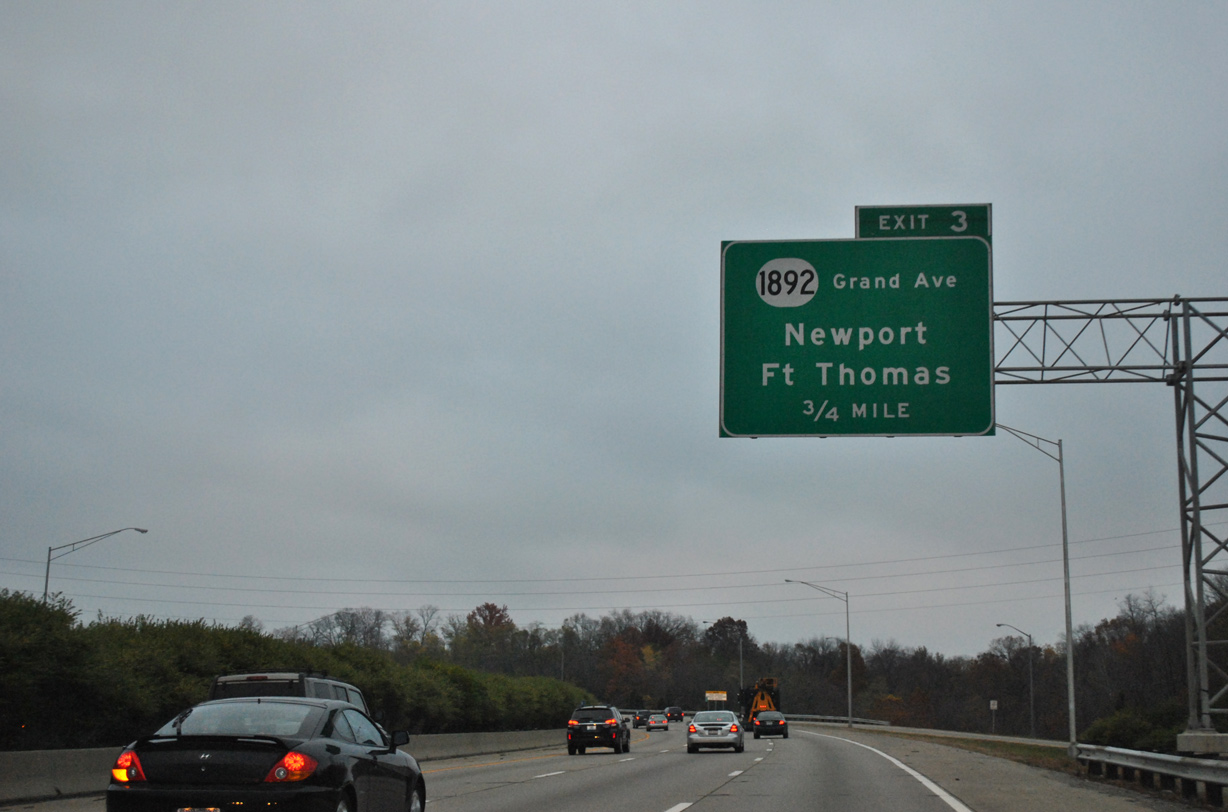 EXIT 3
1892 Grand Ave
Newport
Ft Thomas
3/4 MILE